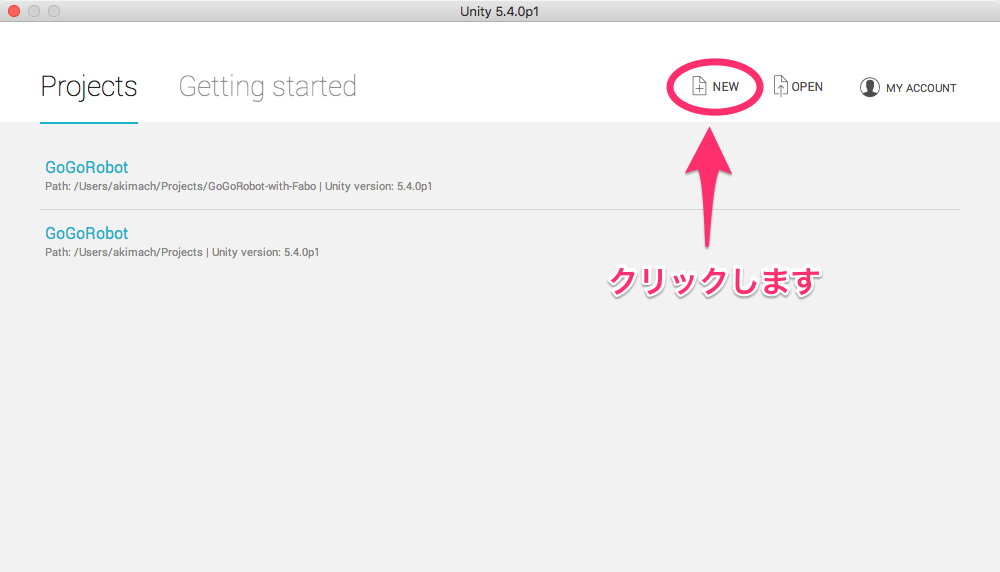 Unity 5.4.0p1
Projects
Getting started
NEW
OPEN
MY ACCOUNT
GoGoRobot
Path: /Users/akimach/Projects/GoGoRobot-with-Fabo | Unity version: 5.4.0p1
GoGoRobot
Path: /Users/akimach/Projects | Unity version: 5.4.0p1
クリックします